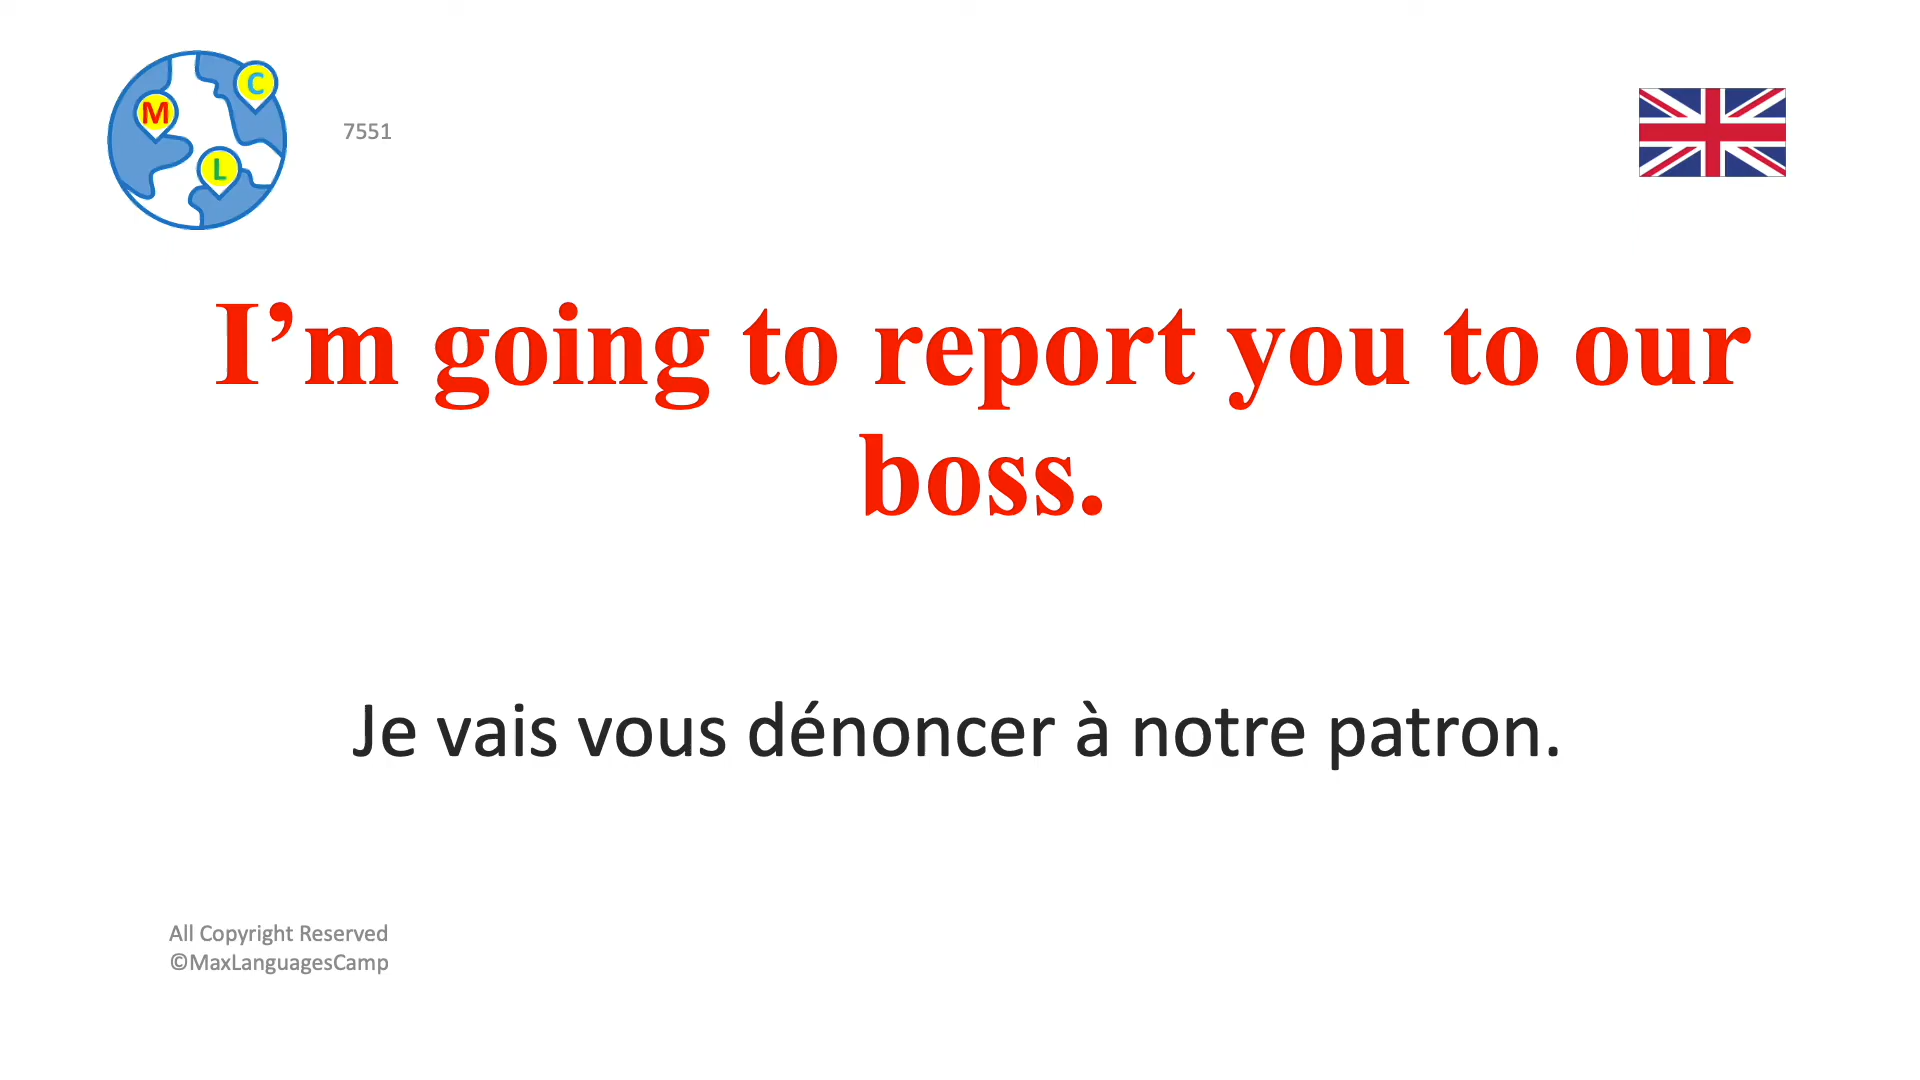 M
C
L
7551
I’m going to report you to our
boss.
Je vais vous dénoncer à notre patron.
All Copyright Reserved
©MaxLanguagesCamp